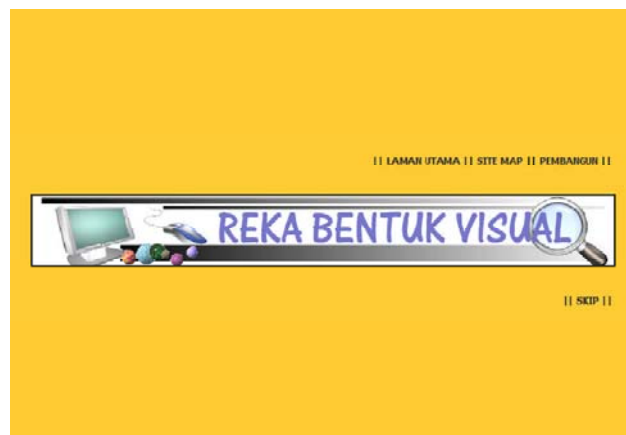 || LAMAN UTAMA || SITE MAP || PEMBANGUN ||
REKA BENTUK VISUAL
|| SKIP ||